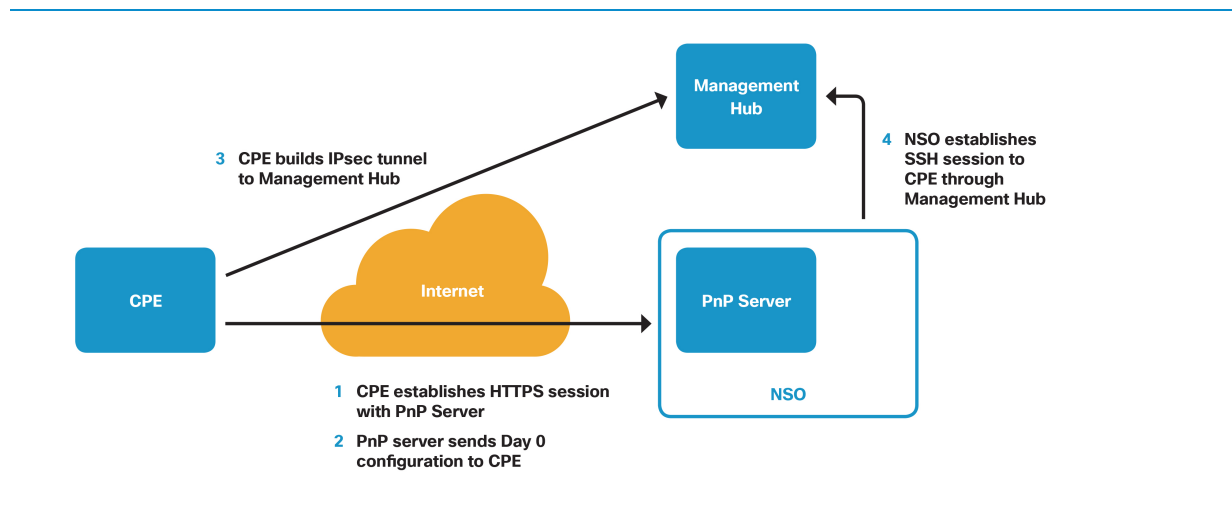 Management
Hub
4 NSO establishes
SSH session to
CPE through
Management Hub
3 CPE builds IPsec tunnel
to Management Hub
CPE
Internet
PnP Server
NSO
1 CPE establishes HTTPS session
with PnP Server
2 PnP server sends Day 0
configuration to CPE